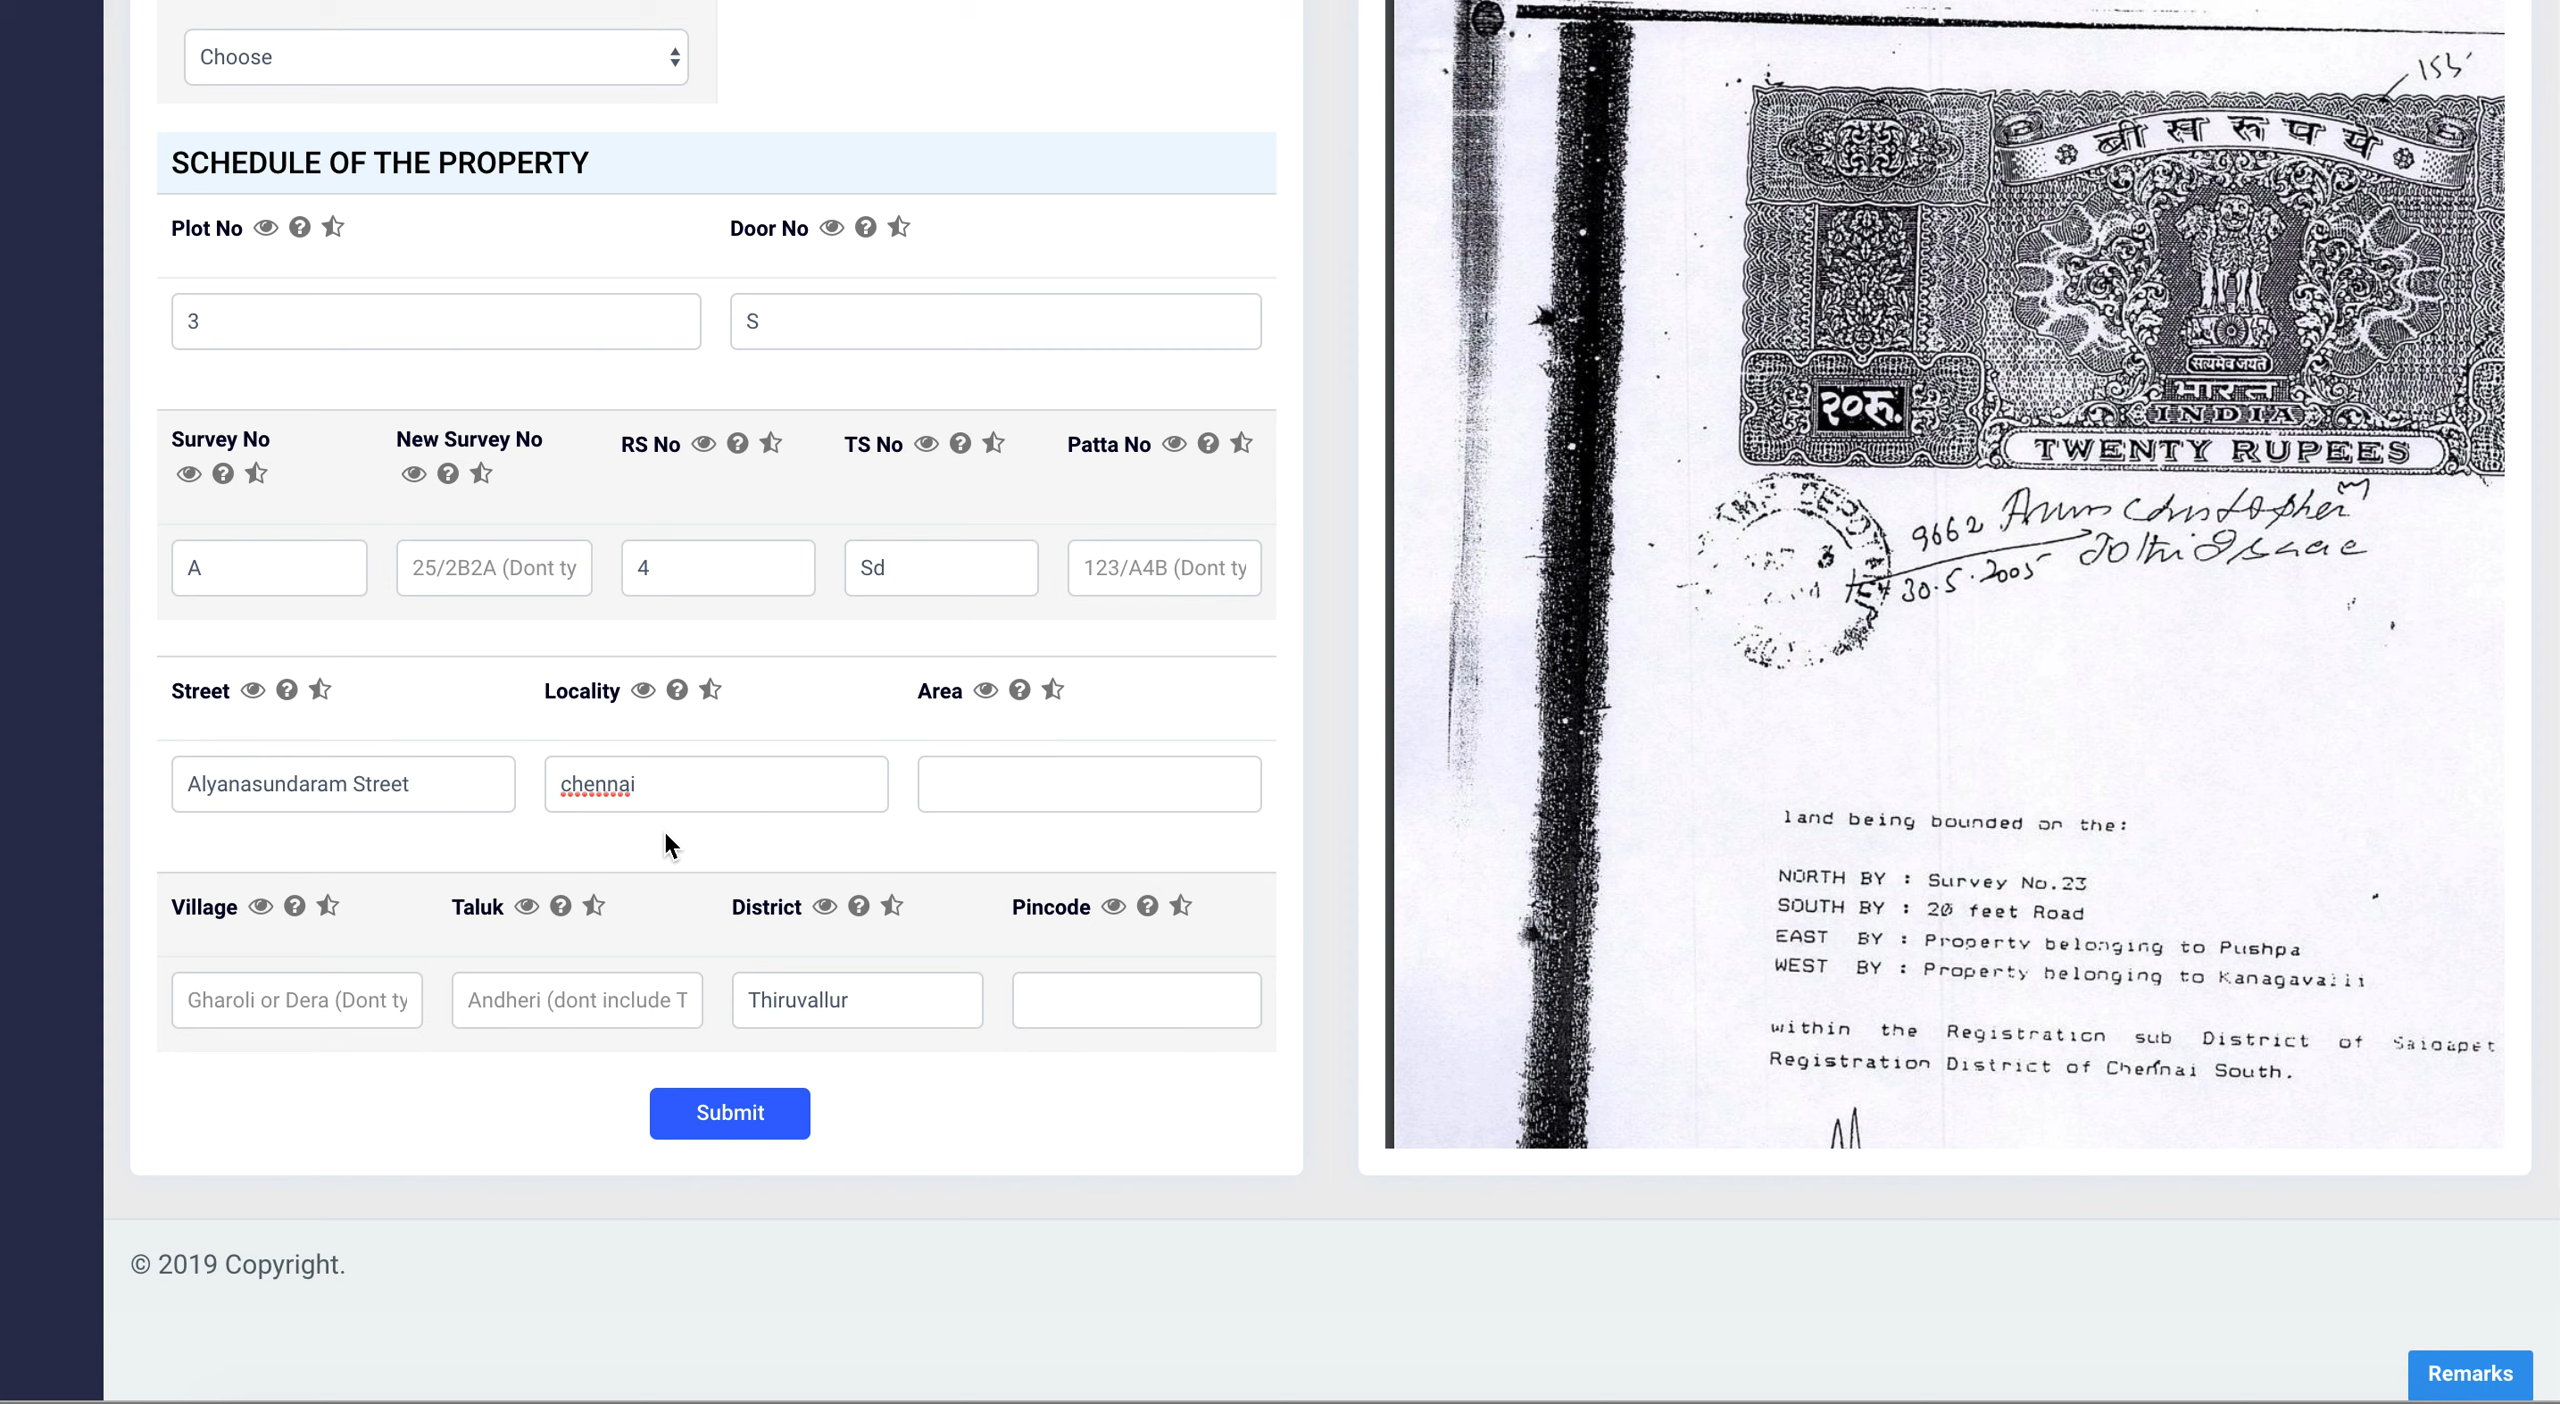 Choose
SCHEDULE OF THE PROPERTY
Plot No
Door No
3
S
Survey No
New Survey No
RS No
TS No
Patta No
A
25/2B2A (Dont ty
4
Sd
123/A4B (Dont ty
Street
Locality
Area
Alyanasundaram Street
chennai
Village
Taluk
District
Pincode
Gharoli or Dera (Dont ty
Andheri (dont include T
Thiruvallur
Submit
© 2019 Copyright.
Remarks
155
बीस रूपये
सत्यमेव जयते
भारत
INDIA
२०रू.
TWENTY RUPEES
9662
30.5.2005
land being bounded on the:
NORTH BY : Survey No.23
SOUTH BY : 20 feet Road
EAST BY : Property belonging to Pushpa
WEST BY : Property belonging to Kanagavalli
within the Registration sub District of Saidapet
Registration District of Chennai South.